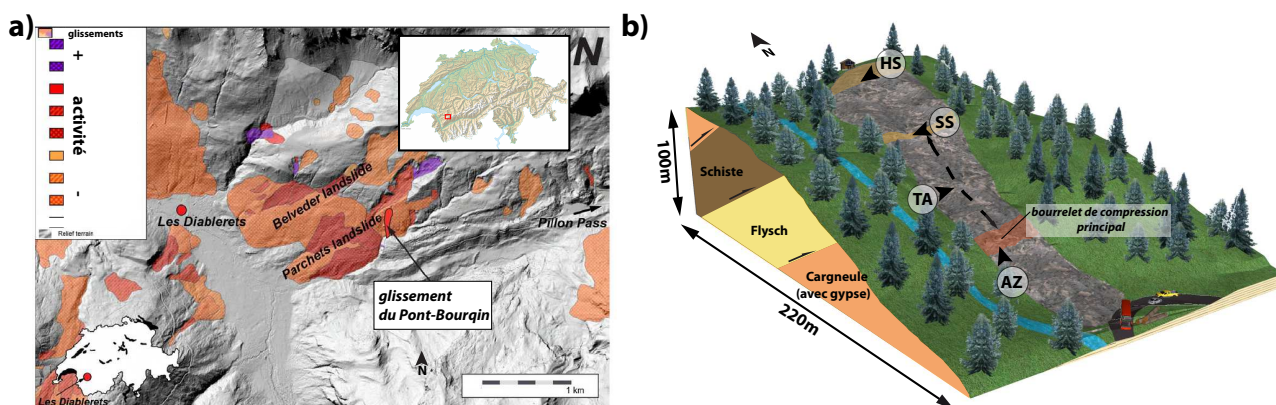 a)
glissements
+
activité
-
Relief terrain
N
Les Diablerets
Belveder landslide
Parchets landslide
Pillon Pass
glissement
du Pont-Bourqin
N
1 km
Les Diablerets
b)
N
HS
SS
TA
AZ
bourrelet de compression
principal
100m
Schiste
Flysch
Cargneule
(avec gypse)
220m